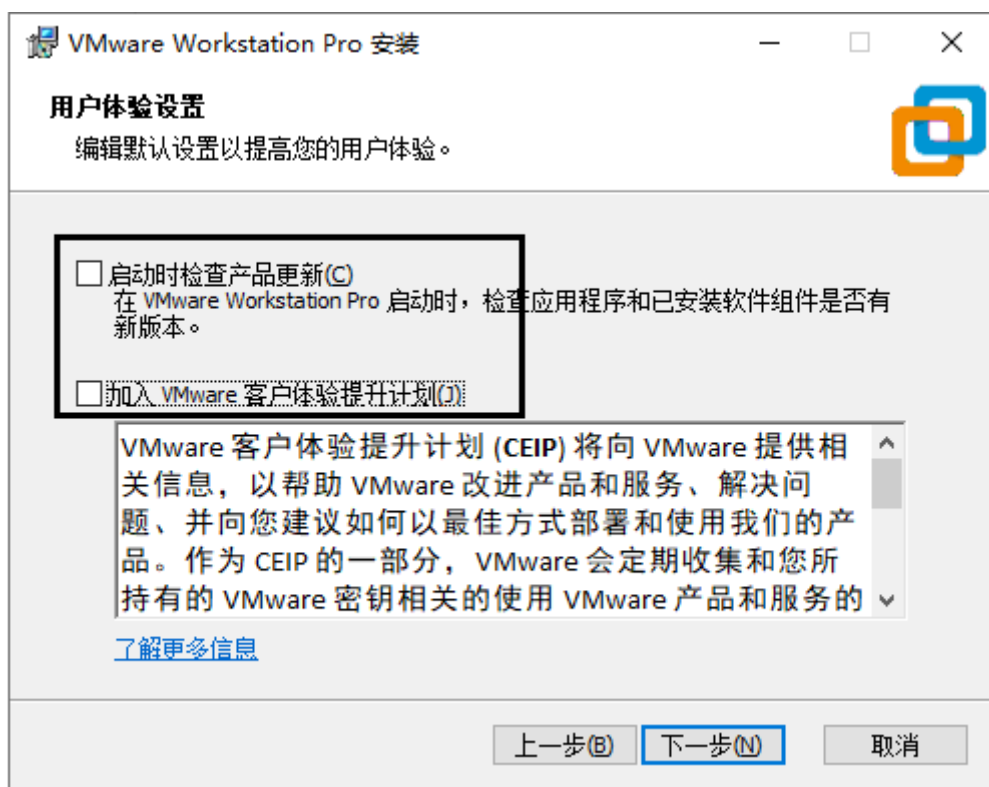 VMware Workstation Pro 安装
用户体验设置
编辑默认设置以提高您的用户体验。
启动时检查产品更新(C)
在 VMware Workstation Pro 启动时，检查应用程序和已安装软件组件是否有
新版本。
加入 VMware 客户体验提升计划(J)
VMware 客户体验提升计划 (CEIP) 将向 VMware 提供相
关信息，以帮助 VMware 改进产品和服务、解决问
题、并向您建议如何以最佳方式部署和使用我们的产
品。作为 CEIP 的一部分，VMware 会定期收集和您所
持有的 VMware 密钥相关的使用 VMware 产品和服务的
了解更多信息
上一步(B) 下一步(N) 取消